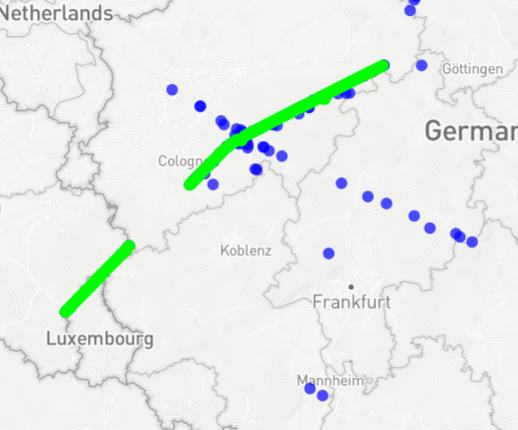 Netherlands
Göttingen
German
Cologne
Koblenz
Frankfurt
Luxembourg
Mannheim